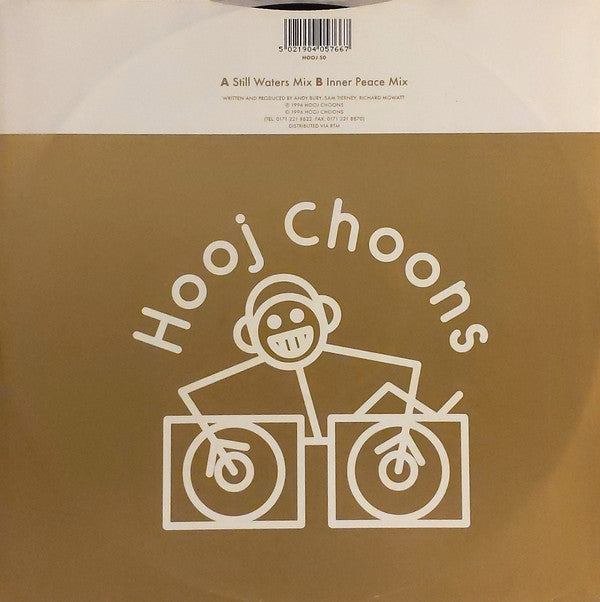 5 021904 057667
HOOJ 50
A Still Waters Mix B Inner Peace Mix
WRITTEN AND PRODUCED BY ANDY BURY, SAM TIERNEY, RICHARD MOWATT
℗ 1996 HOOJ CHOONS
© 1996 HOOJ CHOONS
(TEL: 0171 221 8622 FAX: 0171 221 8870)
DISTRIBUTED VIA RTM
Hooj Choons